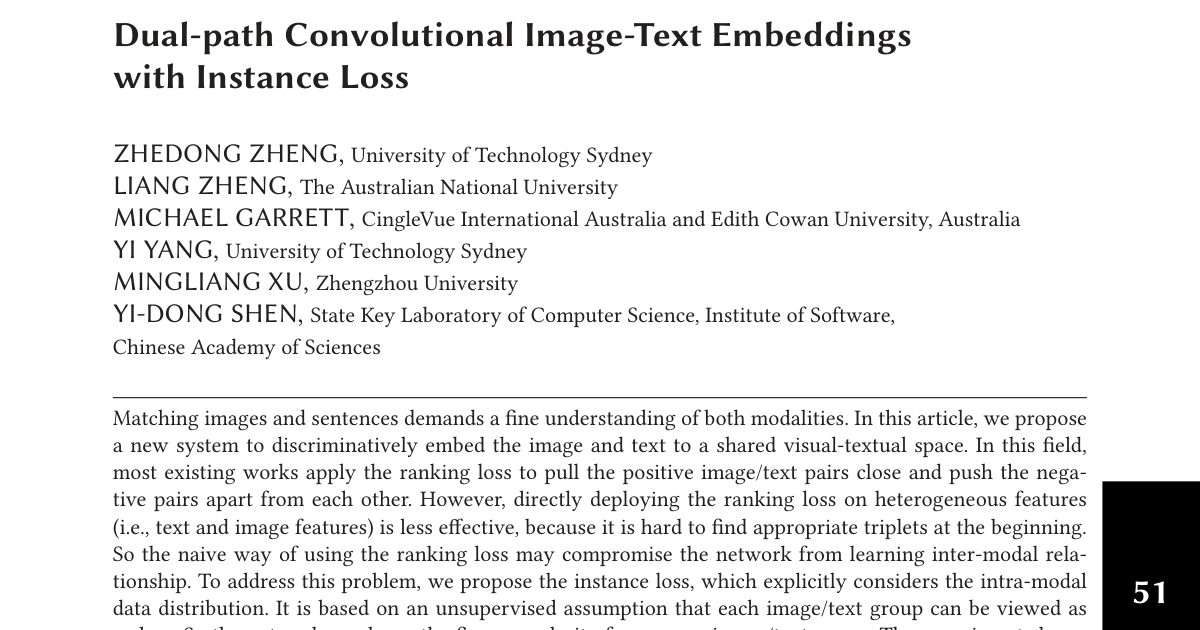 Dual-path Convolutional Image-Text Embeddings
with Instance Loss
ZHEDONG ZHENG, University of Technology Sydney
LIANG ZHENG, The Australian National University
MICHAEL GARRETT, CingleVue International Australia and Edith Cowan University, Australia
YI YANG, University of Technology Sydney
MINGLIANG XU, Zhengzhou University
YI-DONG SHEN, State Key Laboratory of Computer Science, Institute of Software,
Chinese Academy of Sciences
Matching images and sentences demands a fine understanding of both modalities. In this article, we propose
a new system to discriminatively embed the image and text to a shared visual-textual space. In this field,
most existing works apply the ranking loss to pull the positive image/text pairs close and push the nega-
tive pairs apart from each other. However, directly deploying the ranking loss on heterogeneous features
(i.e., text and image features) is less effective, because it is hard to find appropriate triplets at the beginning.
So the naive way of using the ranking loss may compromise the network from learning inter-modal rela-
tionship. To address this problem, we propose the instance loss, which explicitly considers the intra-modal
data distribution. It is based on an unsupervised assumption that each image/text group can be viewed as
51